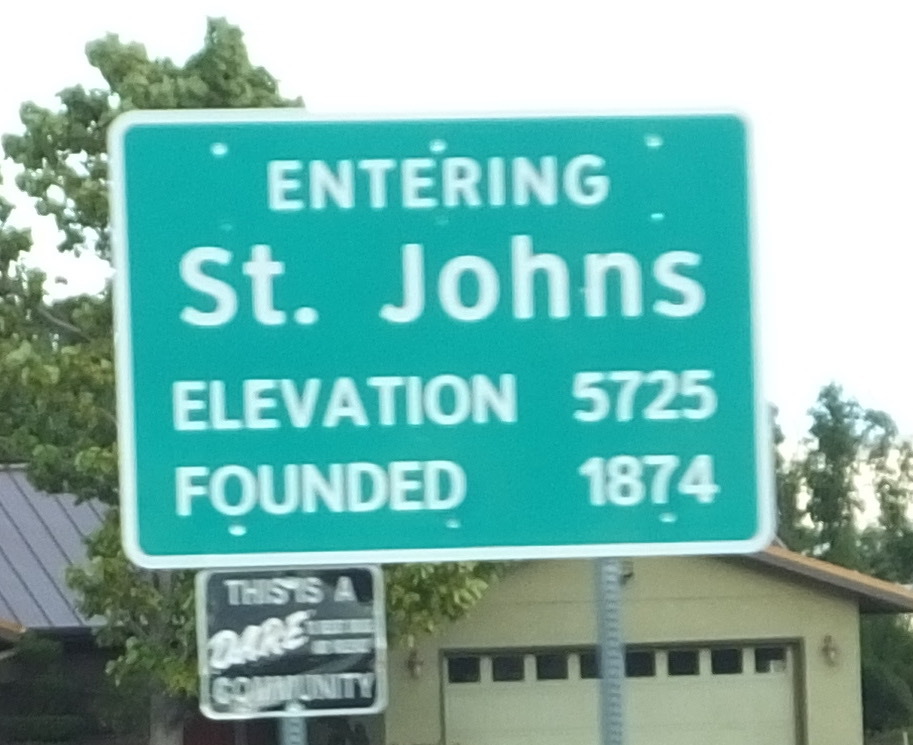 ENTERING
St. Johns
ELEVATION 5725
FOUNDED 1874
THIS IS A
DARE
COMMUNITY